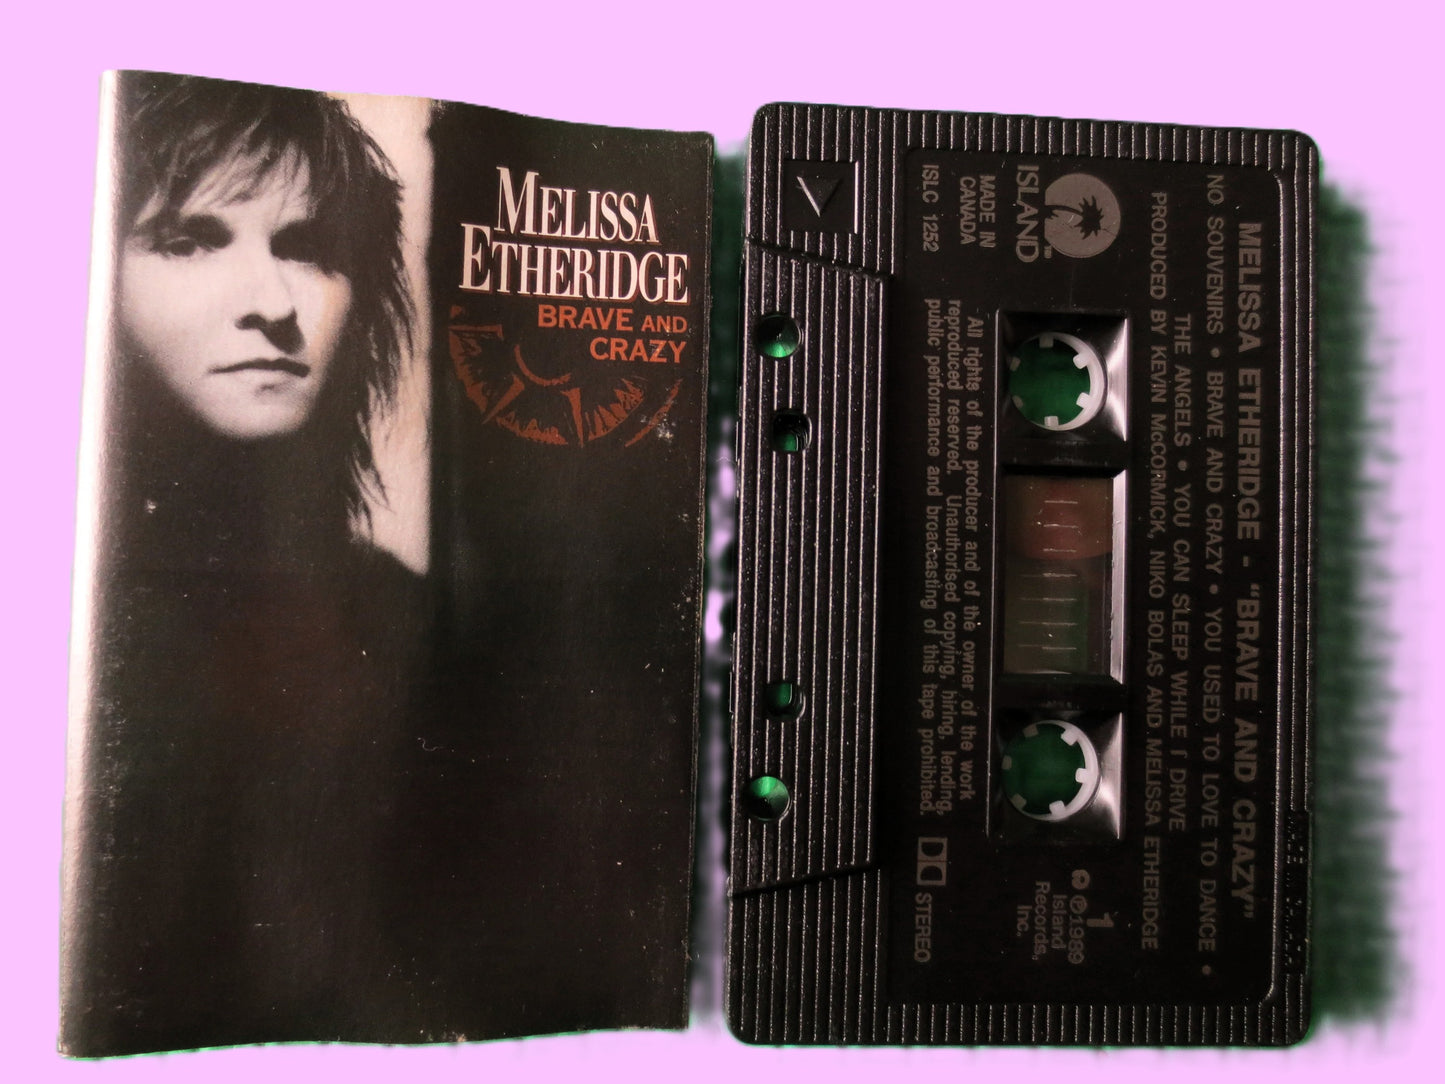 MELISSA
ETHERIDGE
BRAVE AND
CRAZY
MELISSA ETHERIDGE - "BRAVE AND CRAZY"
NO SOUVENIRS • BRAVE AND CRAZY • YOU USED TO LOVE TO DANCE •
THE ANGELS • YOU CAN SLEEP WHILE I DRIVE
PRODUCED BY KEVIN McCORMICK, NIKO BOLAS AND MELISSA ETHERIDGE
ISLAND
MADE IN
CANADA
ISLC 1252
1
℗1989
Island
Records,
Inc.
All rights of the producer and of the owner of the work
reproduced reserved. Unauthorised copying, hiring, lending,
public performance and broadcasting of this tape prohibited.
STEREO